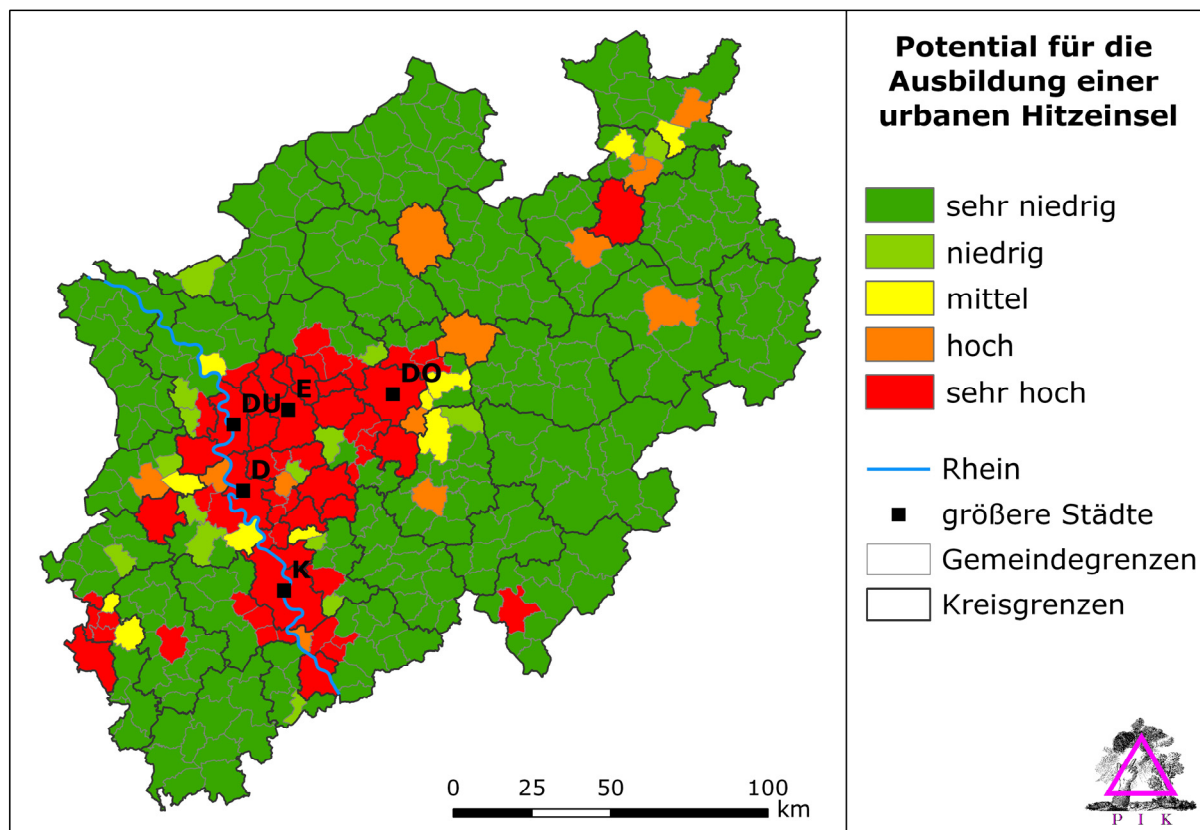 Potential für die
Ausbildung einer
urbanen Hitzeinsel
sehr niedrig
niedrig
mittel
hoch
sehr hoch
Rhein
größere Städte
Gemeindegrenzen
Kreisgrenzen
DO
E
DU
D
K
0 25 50 100
km
P I K